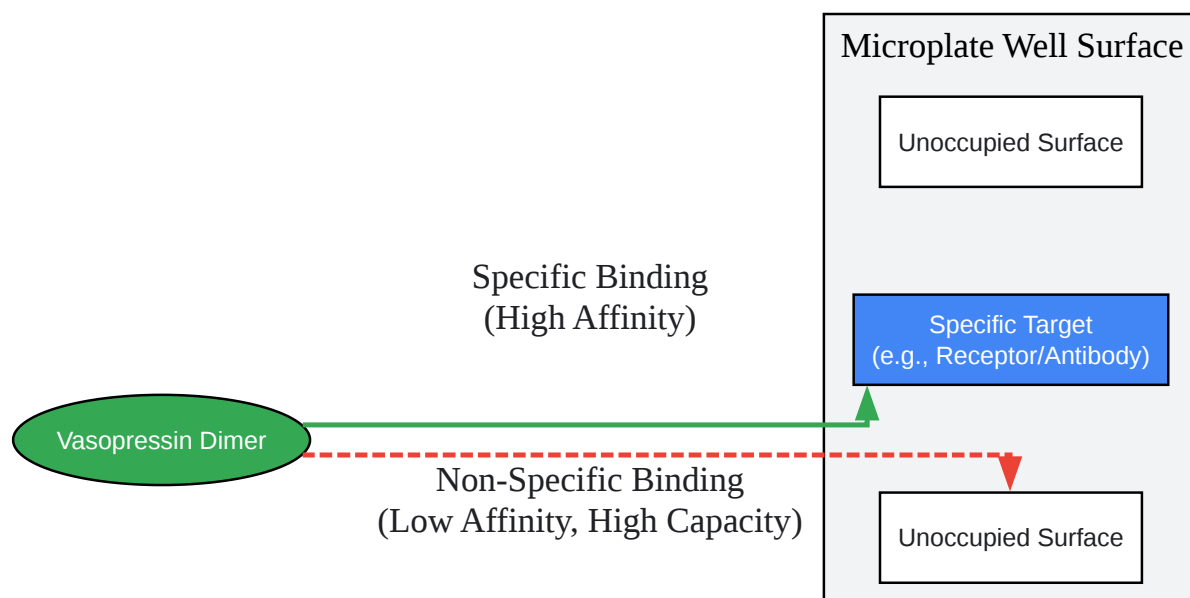 Microplate Well Surface
Unoccupied Surface
Specific Binding
(High Affinity)
Specific Target
(e.g., Receptor/Antibody)
Vasopressin Dimer
Non-Specific Binding
(Low Affinity, High Capacity)
Unoccupied Surface